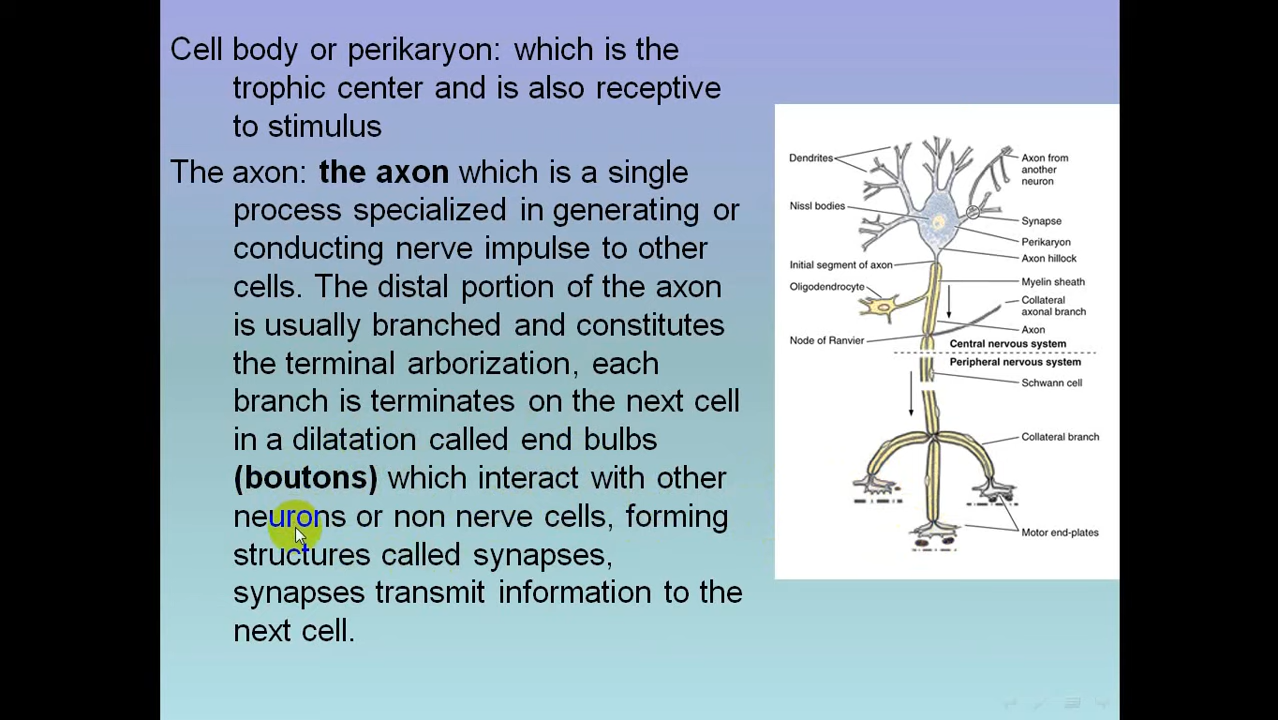 Cell body or perikaryon: which is the
trophic center and is also receptive
to stimulus
The axon: the axon which is a single
process specialized in generating or
conducting nerve impulse to other
cells. The distal portion of the axon
is usually branched and constitutes
the terminal arborization, each
branch is terminates on the next cell
in a dilatation called end bulbs
(boutons) which interact with other
neurons or non nerve cells, forming
structures called synapses,
synapses transmit information to the
next cell.
Dendrites
Nissl bodies
Initial segment of axon
Oligodendrocyte
Node of Ranvier
Axon from
another
neuron
Synapse
Perikaryon
Axon hillock
Myelin sheath
Collateral
axonal branch
Axon
Central nervous system
Peripheral nervous system
Schwann cell
Collateral branch
Motor end-plates